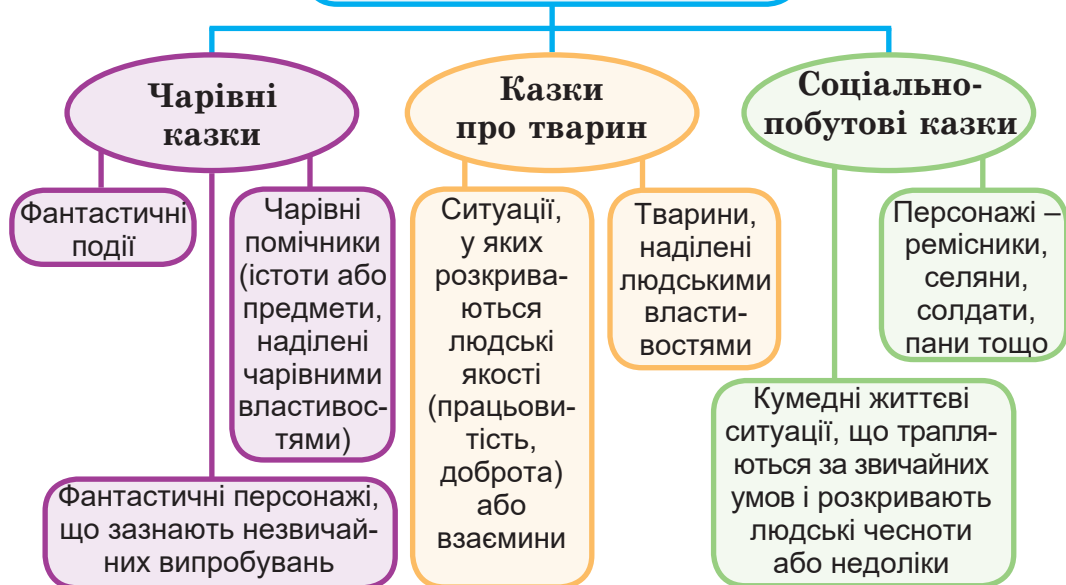 Чарівні
казки
Казки
про тварин
Соціально-
побутові казки
Фантастичні
події
Чарівні
помічники
(істоти або
предмети,
наділені
чарівними
властивос-
тями)
Фантастичні персонажі,
що зазнають незвичай-
них випробувань
Ситуації,
у яких
розкрива-
ються
людські
якості
(працьови-
тість,
доброта)
або
взаємини
Тварини,
наділені
людськими
власти-
востями
Персонажі –
ремісники,
селяни,
солдати,
пани тощо
Кумедні життєві
ситуації, що трапля-
ються за звичайних
умов і розкривають
людські чесноти
або недоліки